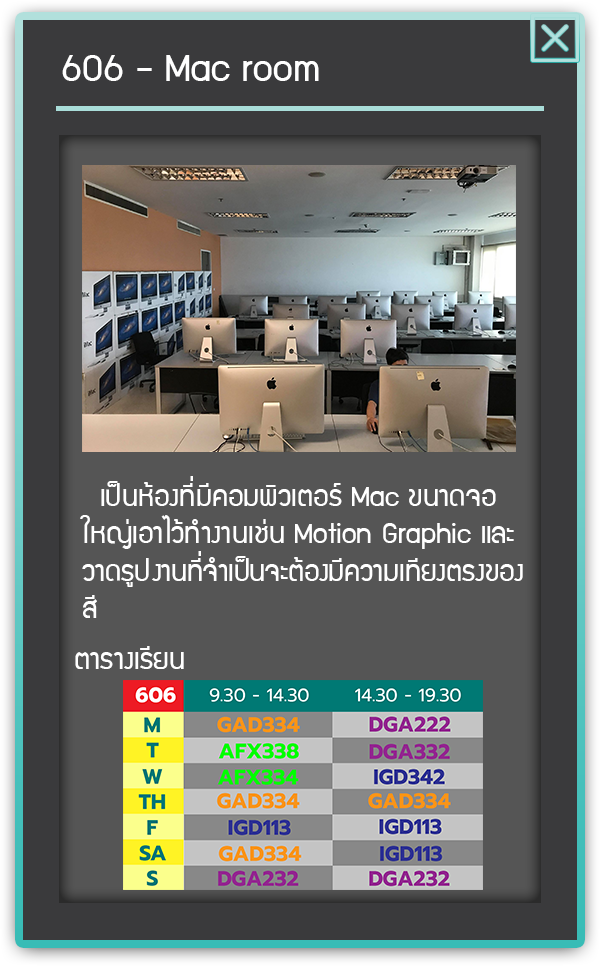 606 - Mac room
เป็นห้องที่มีคอมพิวเตอร์ Mac ขนาดจอ
ใหญ่เอาไว้ทำงานเช่น Motion Graphic และ
วาดรูปงานที่จำเป็นจะต้องมีความเทียงตรงของ
สี
ตารางเรียน
606 9.30 - 14.30 14.30 - 19.30
M GAD334 DGA222
T AFX338 DGA332
W AFX334 IGD342
TH GAD334 GAD334
F IGD113 IGD113
SA GAD334 IGD113
S DGA232 DGA232